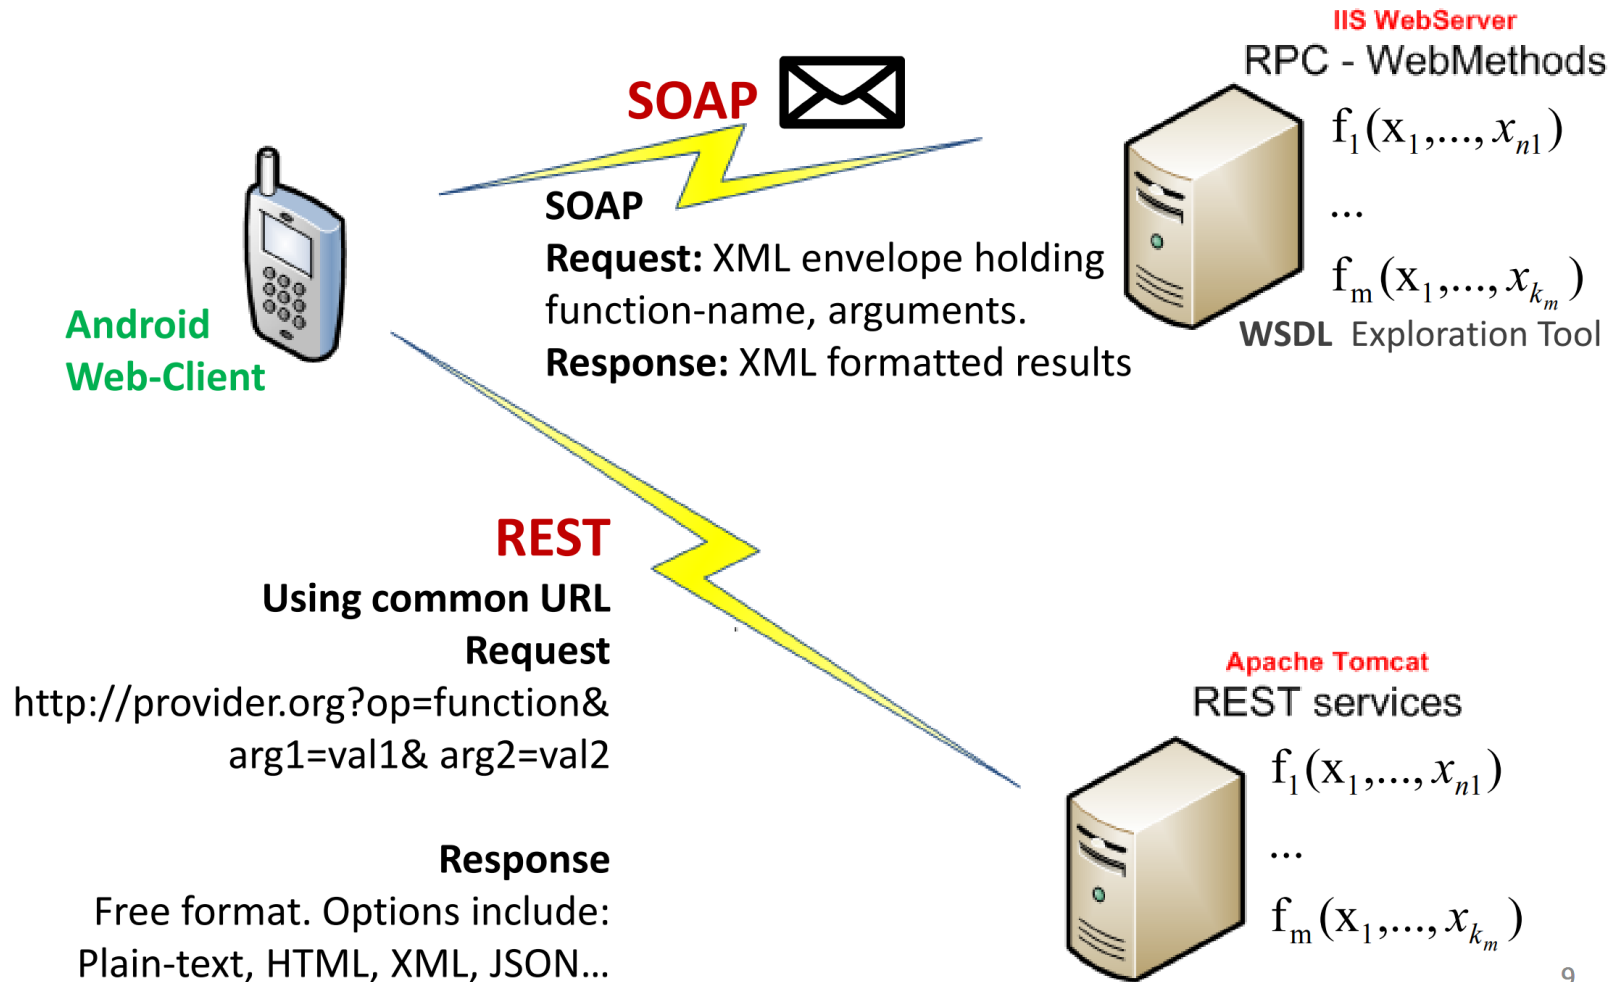 IIS WebServer
RPC - WebMethods
SOAP
f1(x1,..., xn1)
...
fm(x1,..., xkm)
WSDL Exploration Tool
SOAP
Request: XML envelope holding
function-name, arguments.
Response: XML formatted results
Android
Web-Client
REST
Using common URL
Request
http://provider.org?op=function&
arg1=val1& arg2=val2
Response
Free format. Options include:
Plain-text, HTML, XML, JSON...
Apache Tomcat
REST services
f1(x1,..., xn1)
...
fm(x1,..., xkm)
9